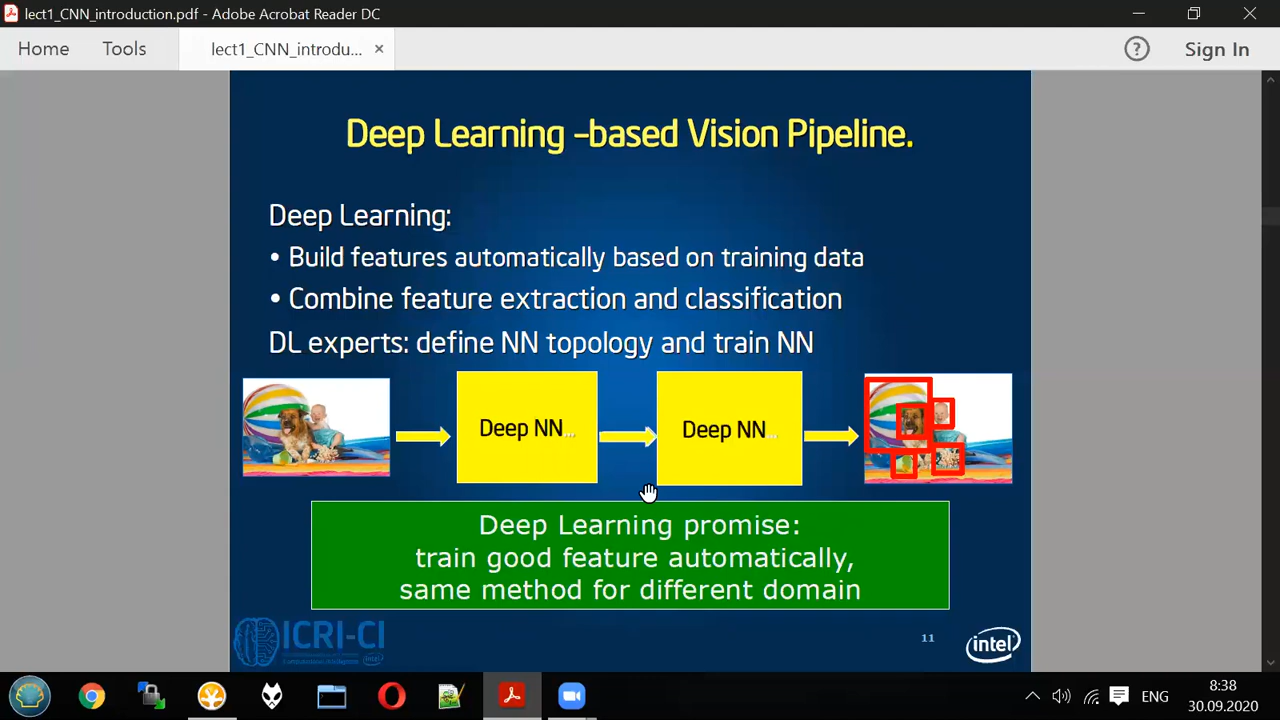 lect1_CNN_introduction.pdf - Adobe Acrobat Reader DC
Home Tools lect1_CNN_introdu... × ? Sign In
Deep Learning –based Vision Pipeline.
Deep Learning:
• Build features automatically based on training data
• Combine feature extraction and classification
DL experts: define NN topology and train NN
Deep NN...
Deep NN...
Deep Learning promise:
train good feature automatically,
same method for different domain
ICRI-CI
11
intel
ENG
8:38
30.09.2020